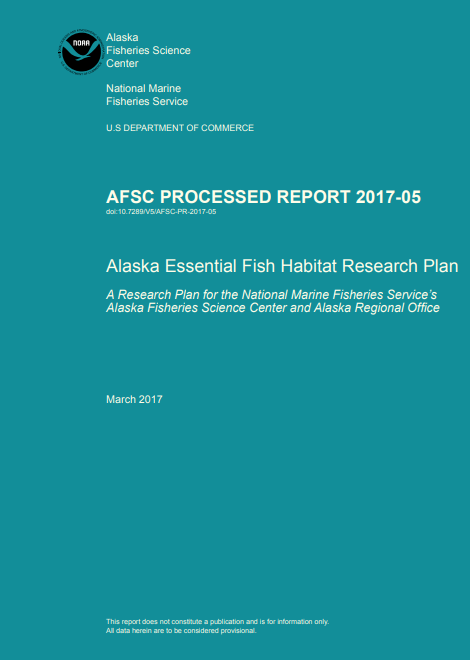 NOAA
Alaska
Fisheries Science
Center
National Marine
Fisheries Service
U.S DEPARTMENT OF COMMERCE
AFSC PROCESSED REPORT 2017-05
doi:10.7289/V5/AFSC-PR-2017-05
Alaska Essential Fish Habitat Research Plan
A Research Plan for the National Marine Fisheries Service's
Alaska Fisheries Science Center and Alaska Regional Office
March 2017
This report does not constitute a publication and is for information only.
All data herein are to be considered provisional.